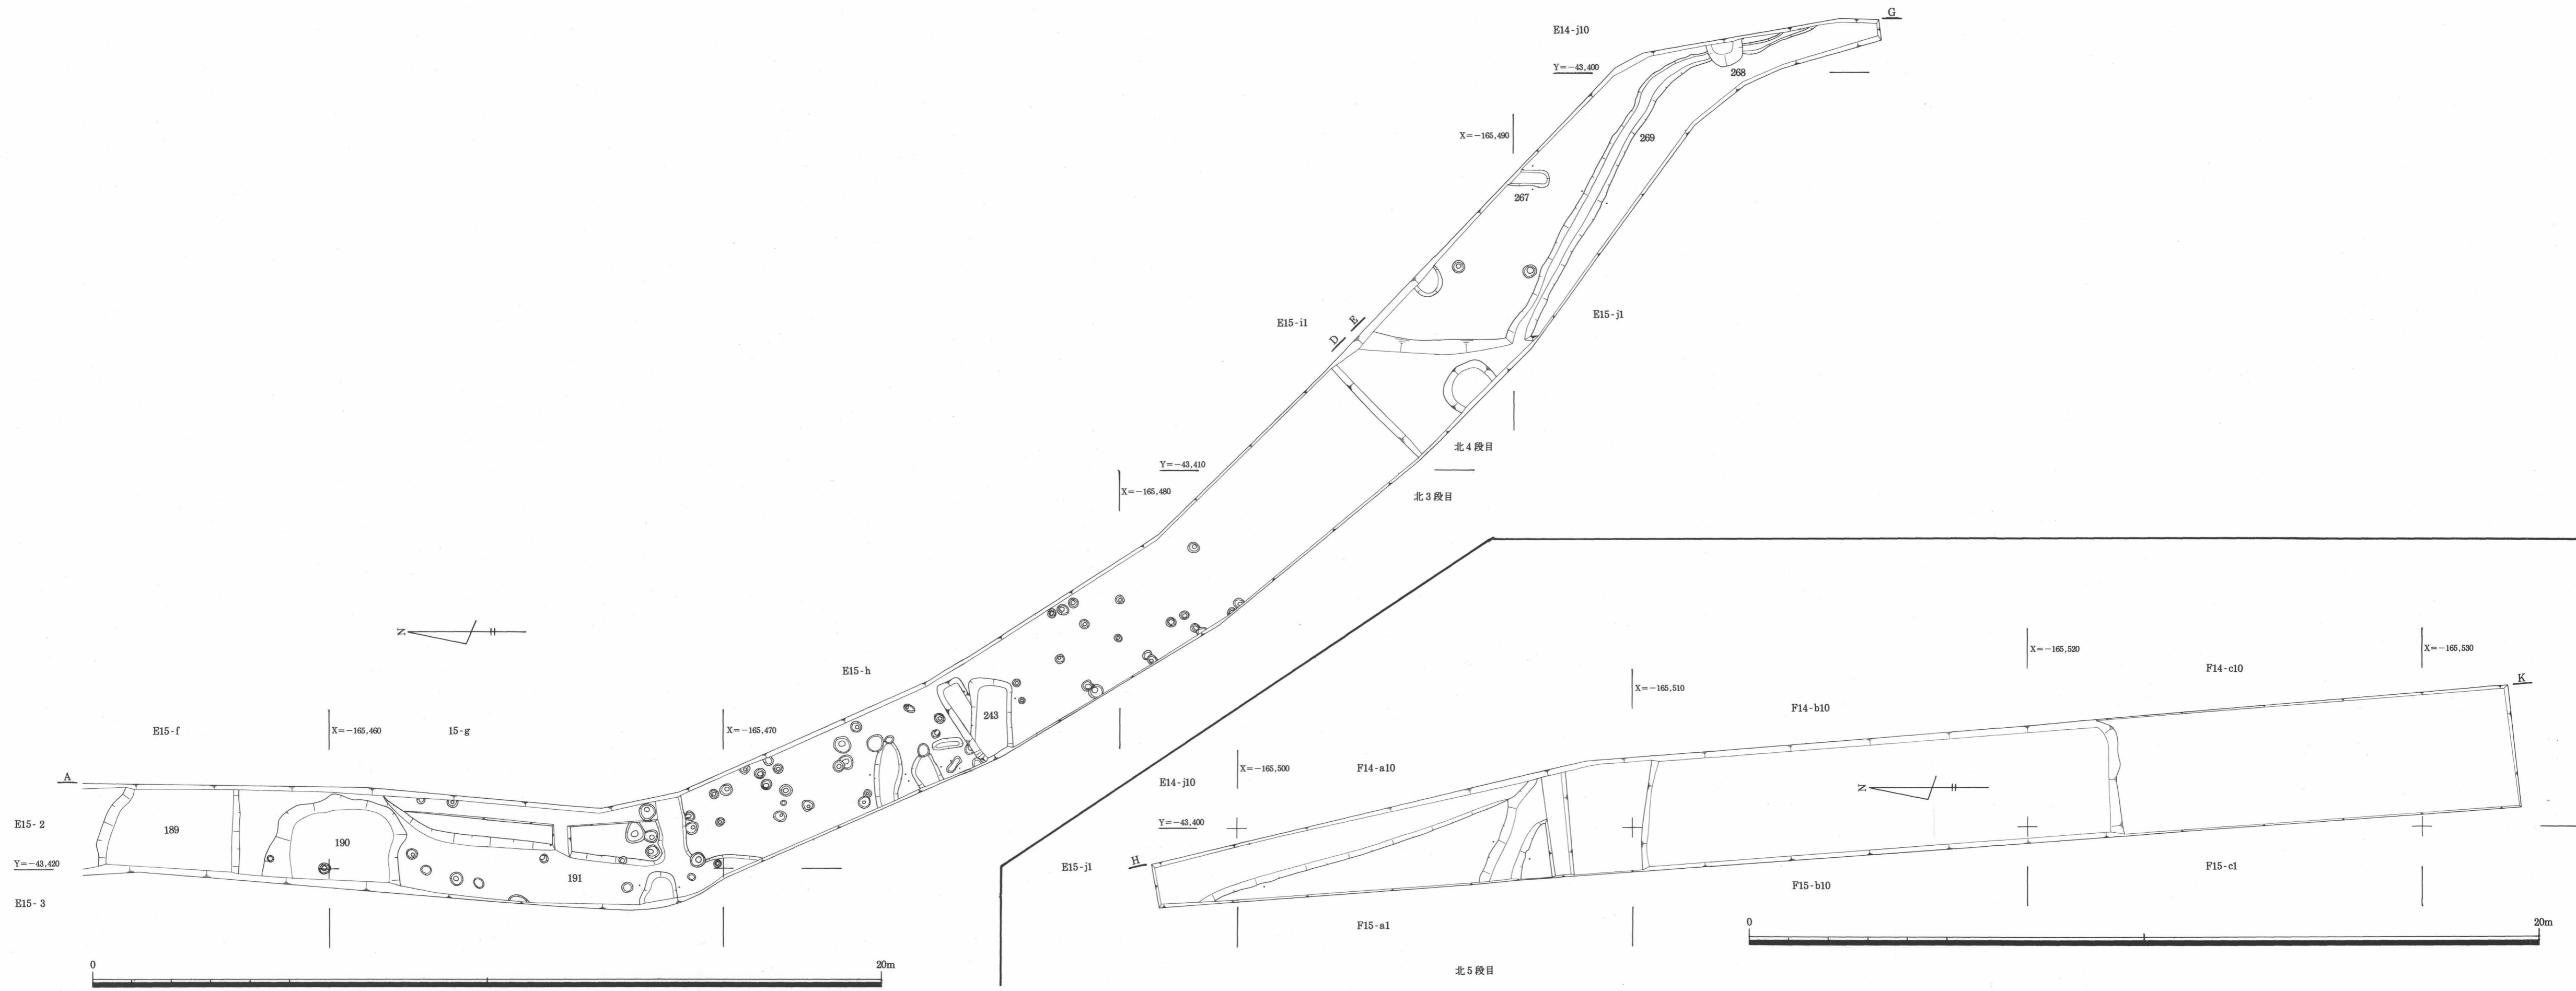 G
E14-j10
Y=-43,400
268
X=-165,490
269
267
E15-i1
E
D
E15-j1
北4段目
Y=-43,410
北3段目
X=-165,480
N
E15-h
243
E15-f
X=-165,460
15-g
X=-165,470
A
E15-2
189
190
Y=-43,420
191
E15-3
0
20m
X=-165,520
X=-165,530
F14-c10
K
X=-165,510
F14-b10
E14-j10
X=-165,500
F14-a10
N
Y=-43,400
H
E15-j1
F15-b10
F15-c1
F15-a1
0
20m
北5段目